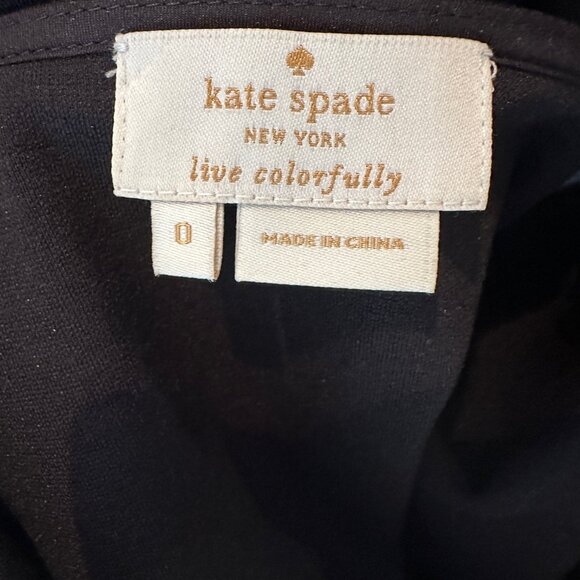 kate spade
NEW YORK
live colorfully
0
MADE IN CHINA